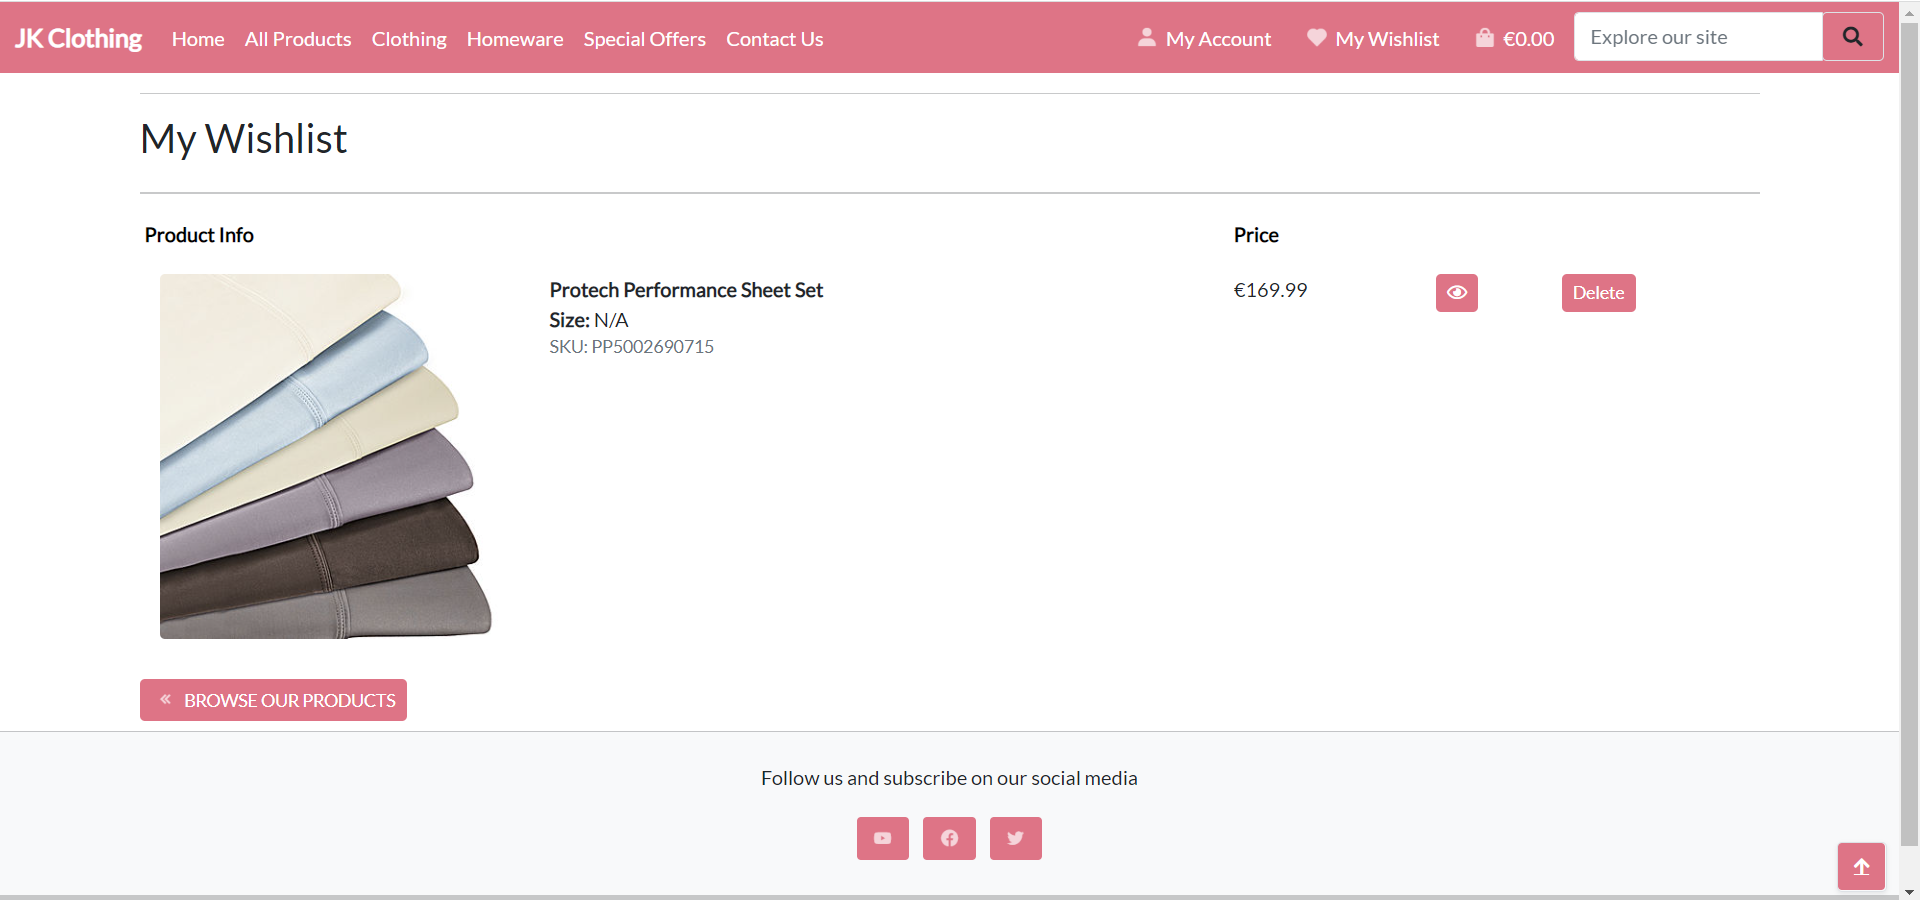 JK Clothing Home All Products Clothing Homeware Special Offers Contact Us My Account My Wishlist €0.00 Explore our site
My Wishlist
Product Info Price
Protech Performance Sheet Set €169.99 Delete
Size: N/A
SKU: PP5002690715
« BROWSE OUR PRODUCTS
Follow us and subscribe on our social media